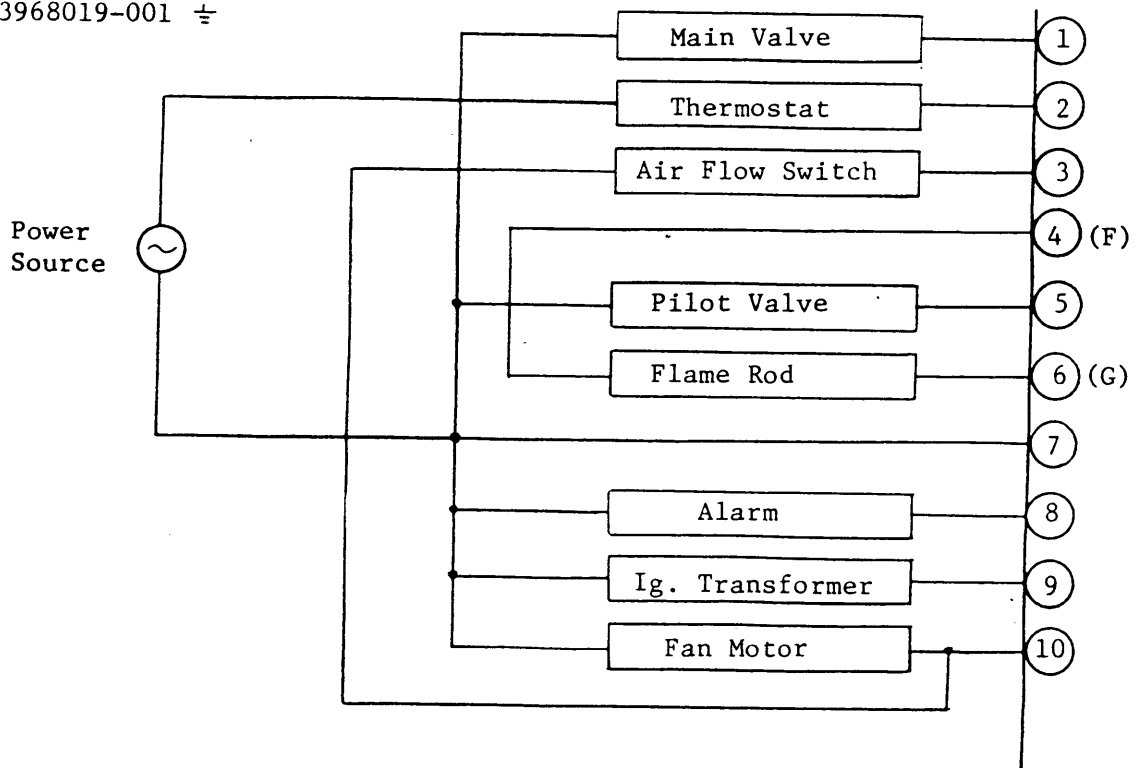 3968019-001
Main Valve
1
Thermostat
2
Air Flow Switch
3
Power
Source
4 (F)
Pilot Valve
5
Flame Rod
6 (G)
7
Alarm
8
Ig. Transformer
9
Fan Motor
10